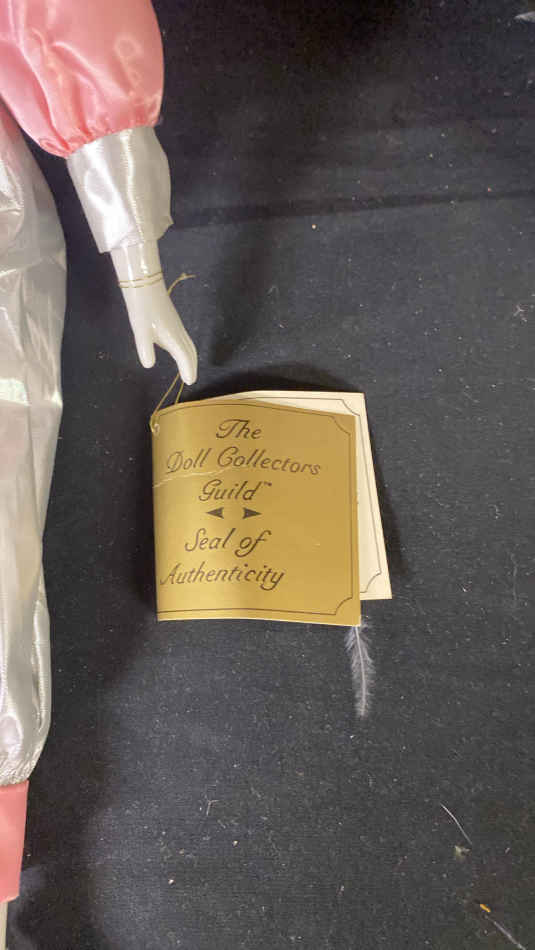 The
Doll Collectors
Guild™
Seal of
Authenticity